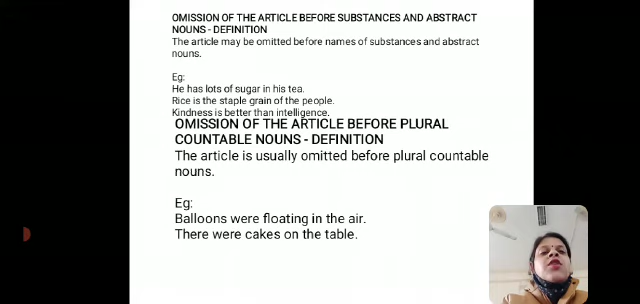 OMISSION OF THE ARTICLE BEFORE SUBSTANCES AND ABSTRACT
NOUNS - DEFINITION
The article may be omitted before names of substances and abstract
nouns.
Eg:
He has lots of sugar in his tea.
Rice is the staple grain of the people.
Kindness is better than intelligence.
OMISSION OF THE ARTICLE BEFORE PLURAL
COUNTABLE NOUNS - DEFINITION
The article is usually omitted before plural countable
nouns.
Eg:
Balloons were floating in the air.
There were cakes on the table.